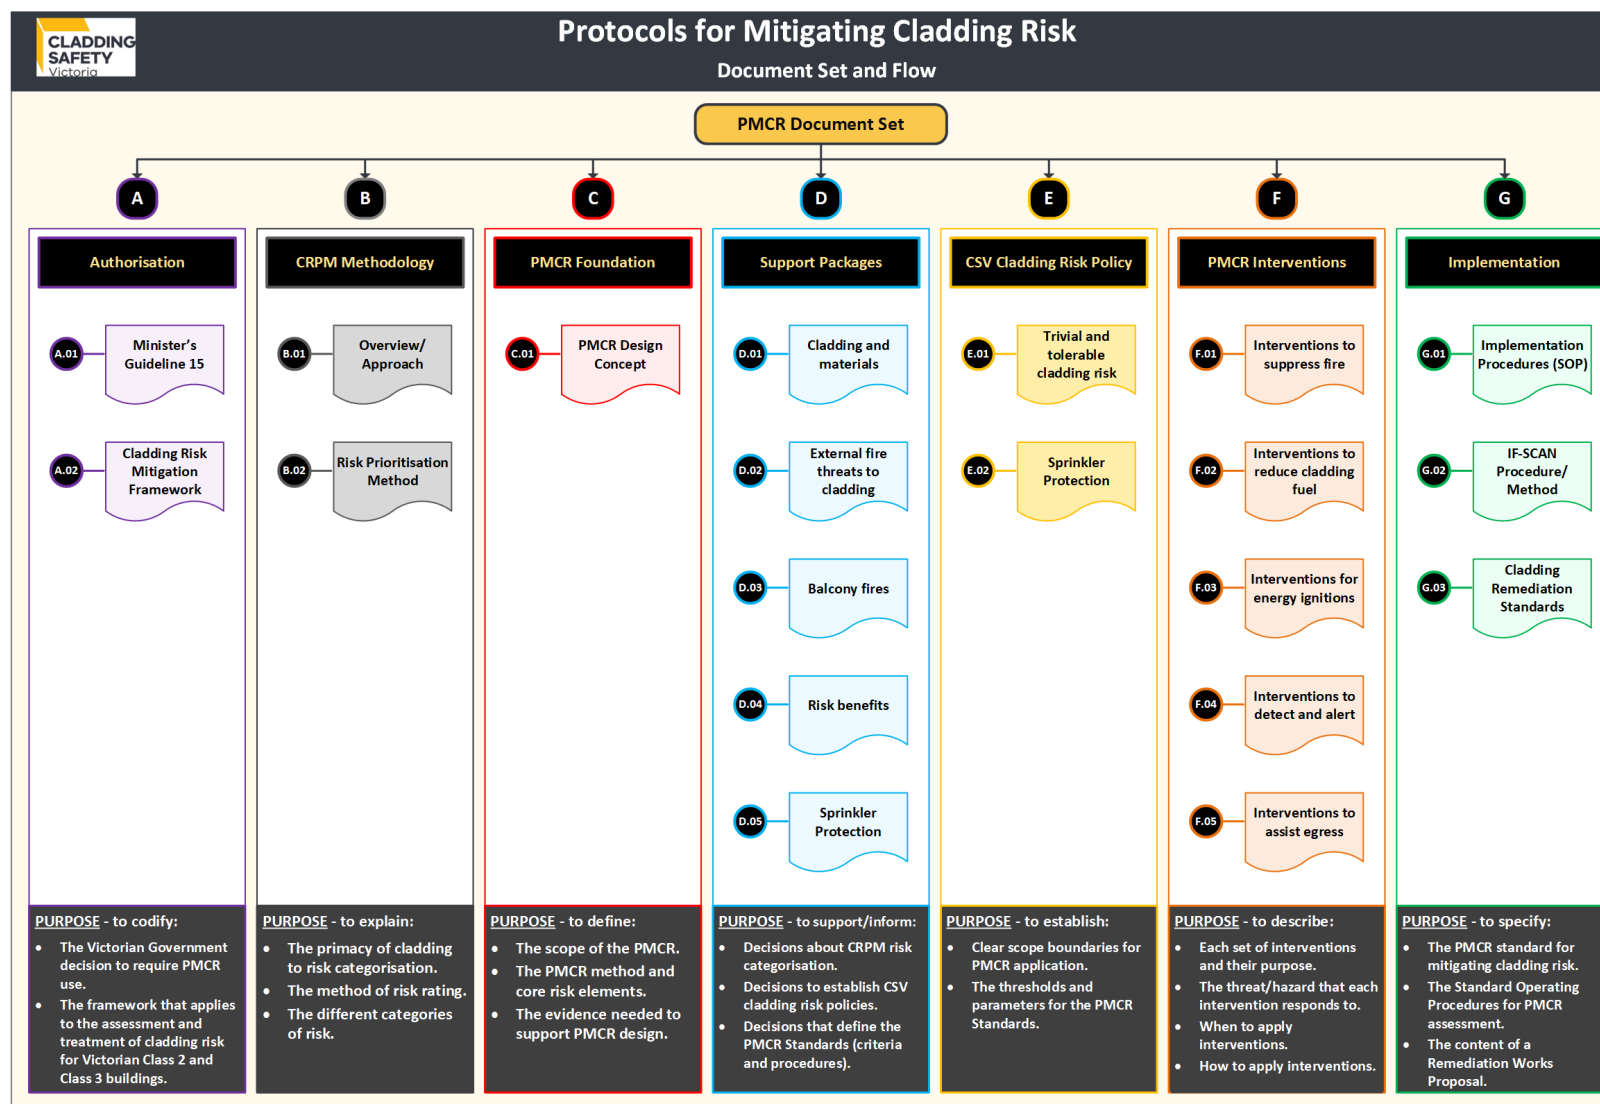 CLADDING
SAFETY
Victoria
Protocols for Mitigating Cladding Risk
Document Set and Flow
PMCR Document Set
A
B
C
D
E
F
G
Authorisation
CRPM Methodology
PMCR Foundation
Support Packages
CSV Cladding Risk Policy
PMCR Interventions
Implementation
A.01
Minister's
Guideline 15
A.02
Cladding Risk
Mitigation
Framework
B.01
Overview/
Approach
B.02
Risk Prioritisation
Method
C.01
PMCR Design
Concept
D.01
Cladding and
materials
D.02
External fire
threats to
cladding
D.03
Balcony fires
D.04
Risk benefits
D.05
Sprinkler
Protection
E.01
Trivial and
tolerable
cladding risk
E.02
Sprinkler
Protection
F.01
Interventions to
suppress fire
F.02
Interventions to
reduce cladding
fuel
F.03
Interventions for
energy ignitions
F.04
Interventions to
detect and alert
F.05
Interventions to
assist egress
G.01
Implementation
Procedures (SOP)
G.02
IF-SCAN
Procedure/
Method
G.03
Cladding
Remediation
Standards
PURPOSE - to codify:
• The Victorian Government
decision to require PMCR
use.
• The framework that applies
to the assessment and
treatment of cladding risk
for Victorian Class 2 and
Class 3 buildings.
PURPOSE - to explain:
• The primacy of cladding
to risk categorisation.
• The method of risk rating.
• The different categories
of risk.
PURPOSE - to define:
• The scope of the PMCR.
• The PMCR method and
core risk elements.
• The evidence needed to
support PMCR design.
PURPOSE - to support/inform:
• Decisions about CRPM risk
categorisation.
• Decisions to establish CSV
cladding risk policies.
• Decisions that define the
PMCR Standards (criteria
and procedures).
PURPOSE - to establish:
• Clear scope boundaries for
PMCR application.
• The thresholds and
parameters for the PMCR
Standards.
PURPOSE - to describe:
• Each set of interventions
and their purpose.
• The threat/hazard that each
intervention responds to.
• When to apply
interventions.
• How to apply interventions.
PURPOSE - to specify:
• The PMCR standard for
mitigating cladding risk.
• The Standard Operating
Procedures for PMCR
assessment.
• The content of a
Remediation Works
Proposal.